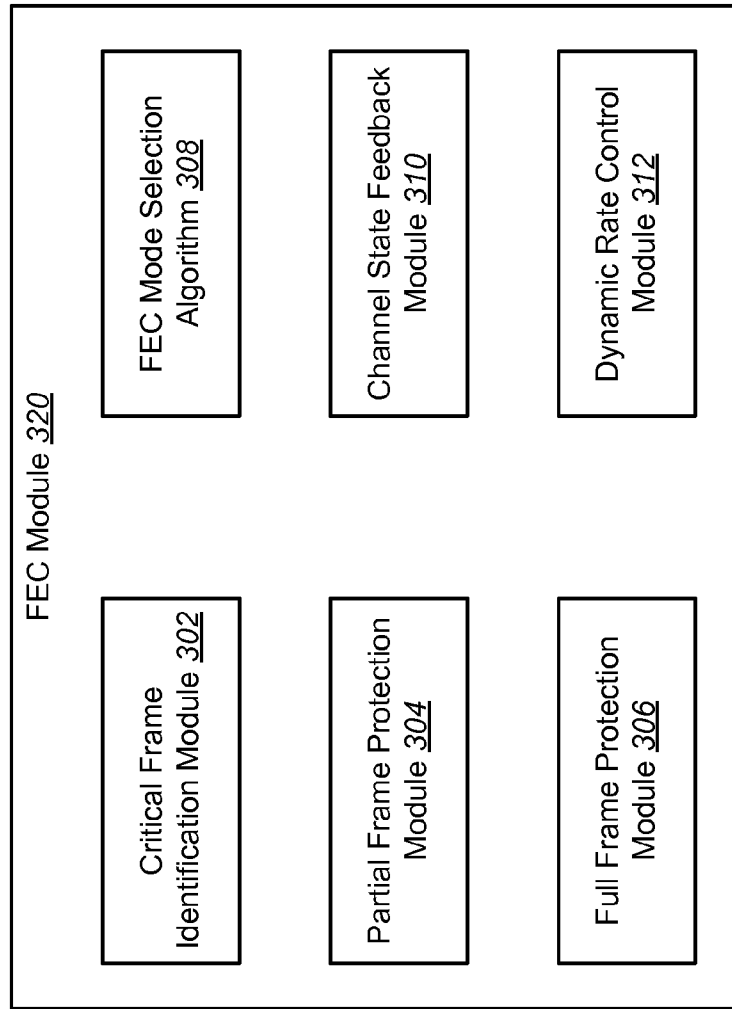 FEC Module 320
Critical Frame
Identification Module 302
Partial Frame Protection
Module 304
Full Frame Protection
Module 306
FEC Mode Selection
Algorithm 308
Channel State Feedback
Module 310
Dynamic Rate Control
Module 312